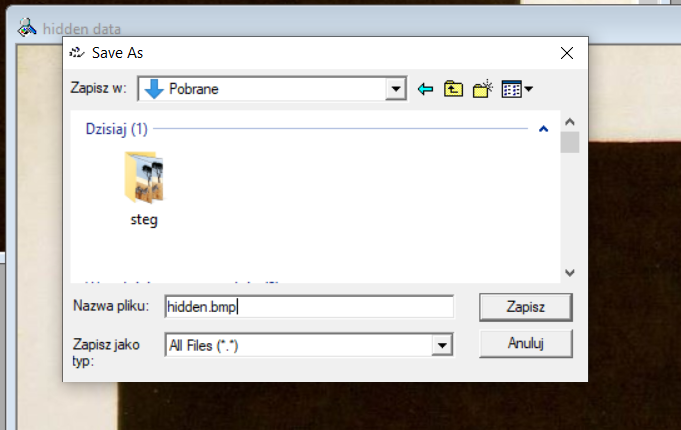 hidden data
Save As
Zapisz w:
Pobrane
Dzisiaj (1)
steg
Nazwa pliku:
hidden.bmp
Zapisz
Zapisz jako typ:
All Files (*.*)
Anuluj